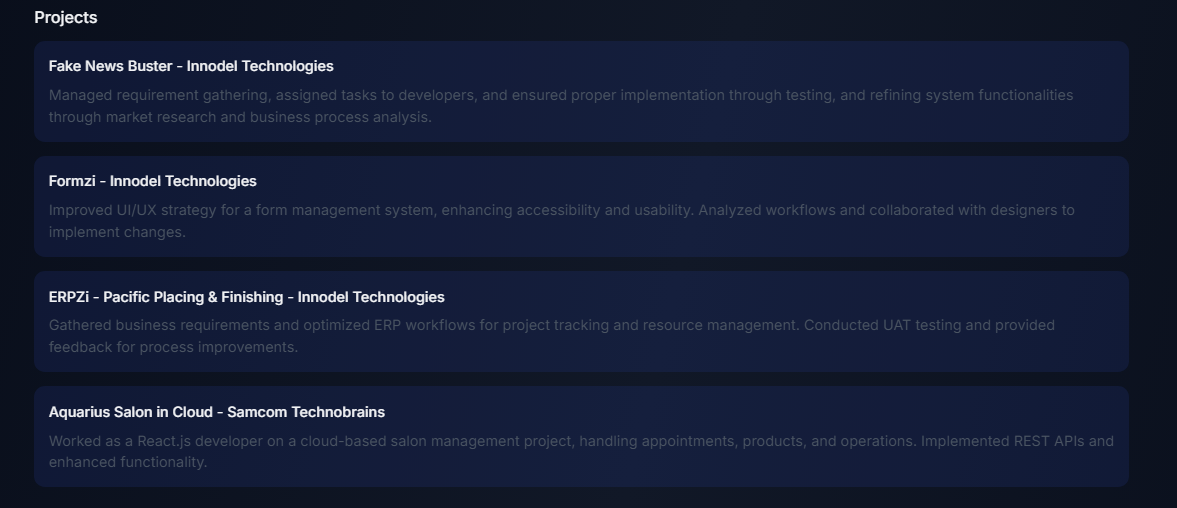 Projects
Fake News Buster - Innodel Technologies
Managed requirement gathering, assigned tasks to developers, and ensured proper implementation through testing, and refining system functionalities
through market research and business process analysis.
Formzi - Innodel Technologies
Improved UI/UX strategy for a form management system, enhancing accessibility and usability. Analyzed workflows and collaborated with designers to
implement changes.
ERPZi - Pacific Placing & Finishing - Innodel Technologies
Gathered business requirements and optimized ERP workflows for project tracking and resource management. Conducted UAT testing and provided
feedback for process improvements.
Aquarius Salon in Cloud - Samcom Technobrains
Worked as a React.js developer on a cloud-based salon management project, handling appointments, products, and operations. Implemented REST APIs and
enhanced functionality.